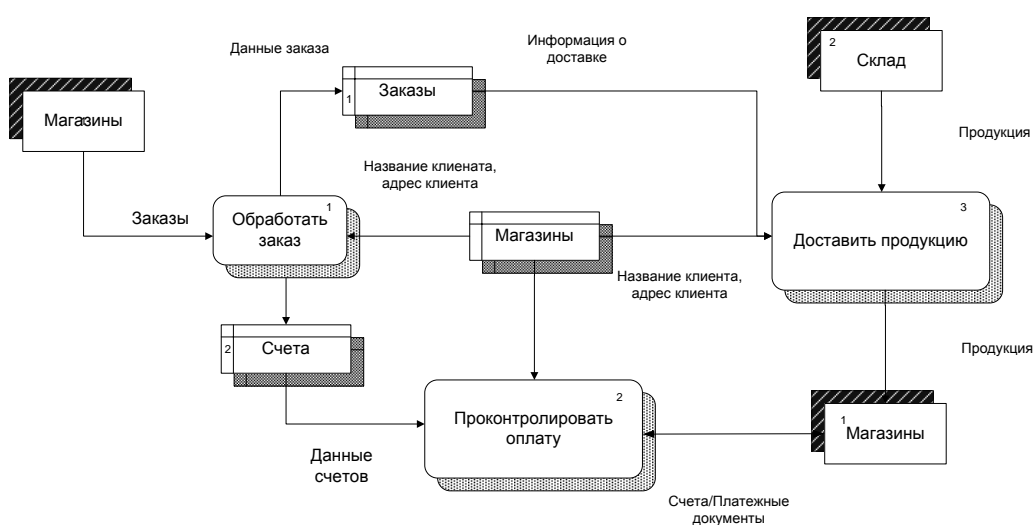 Данные заказа
Информация о
доставке
2
Склад
1
Заказы
Магазины
Продукция
Название клиената,
адрес клиента
Заказы
1
Обработать
заказ
Магазины
3
Доставить продукцию
Название клиента,
адрес клиента
2
Счета
Продукция
2
Проконтролировать
оплату
1
Магазины
Данные
счетов
Счета/Платежные
документы